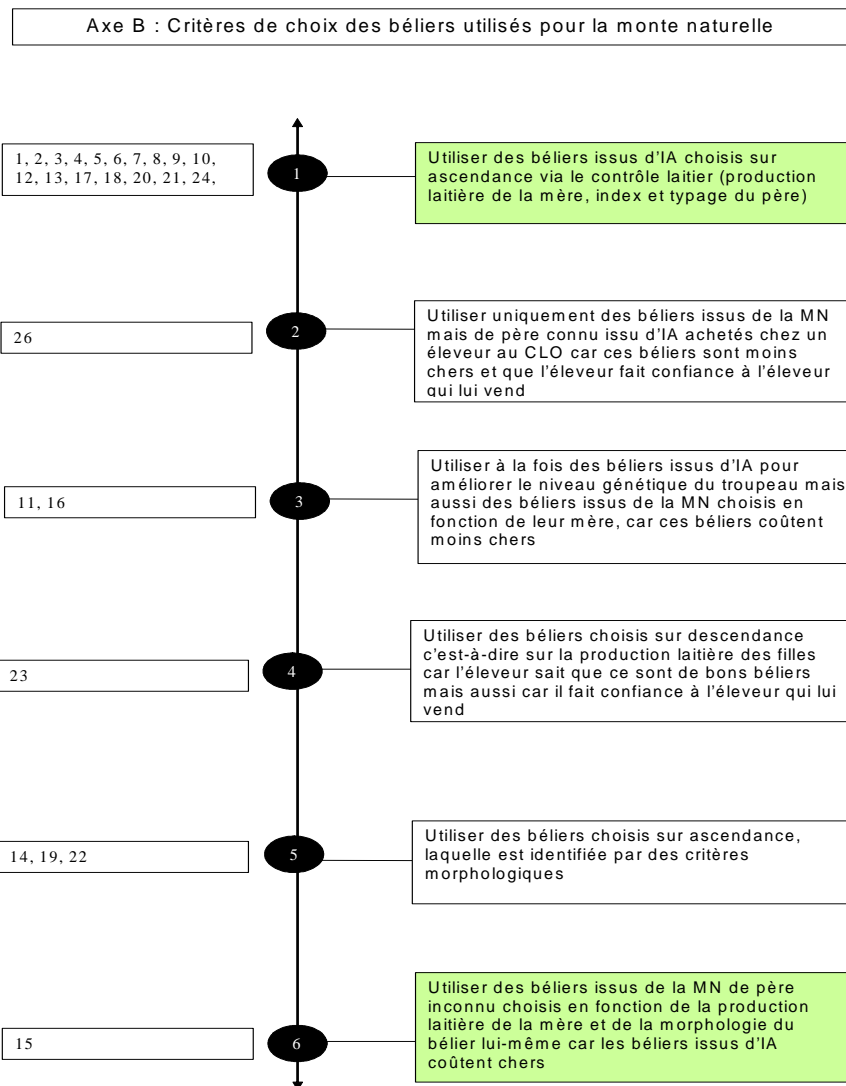 Axe B : Critères de choix des béliers utilisés pour la monte naturelle
1, 2, 3, 4, 5, 6, 7, 8, 9, 10,
12, 13, 17, 18, 20, 21, 24,
1
Utiliser des béliers issus d'IA choisis sur
ascendance via le contrôle laitier (production
laitière de la mère, index et typage du père)
26
2
Utiliser uniquement des béliers issus de la MN
mais de père connu issu d'IA achetés chez un
éleveur au CLO car ces béliers sont moins
chers et que l'éleveur fait confiance à l'éleveur
qui lui vend
11, 16
3
Utiliser à la fois des béliers issus d'IA pour
améliorer le niveau génétique du troupeau mais
aussi des béliers issus de la MN choisis en
fonction de leur mère, car ces béliers coûtent
moins chers
23
4
Utiliser des béliers choisis sur descendance
c'est-à-dire sur la production laitière des filles
car l'éleveur sait que ce sont de bons béliers
mais aussi car il fait confiance à l'éleveur qui lui
vend
14, 19, 22
5
Utiliser des béliers choisis sur ascendance,
laquelle est identifiée par des critères
morphologiques
15
6
Utiliser des béliers issus de la MN de père
inconnu choisis en fonction de la production
laitière de la mère et de la morphologie du
bélier lui-même car les béliers issus d'IA
coûtent chers